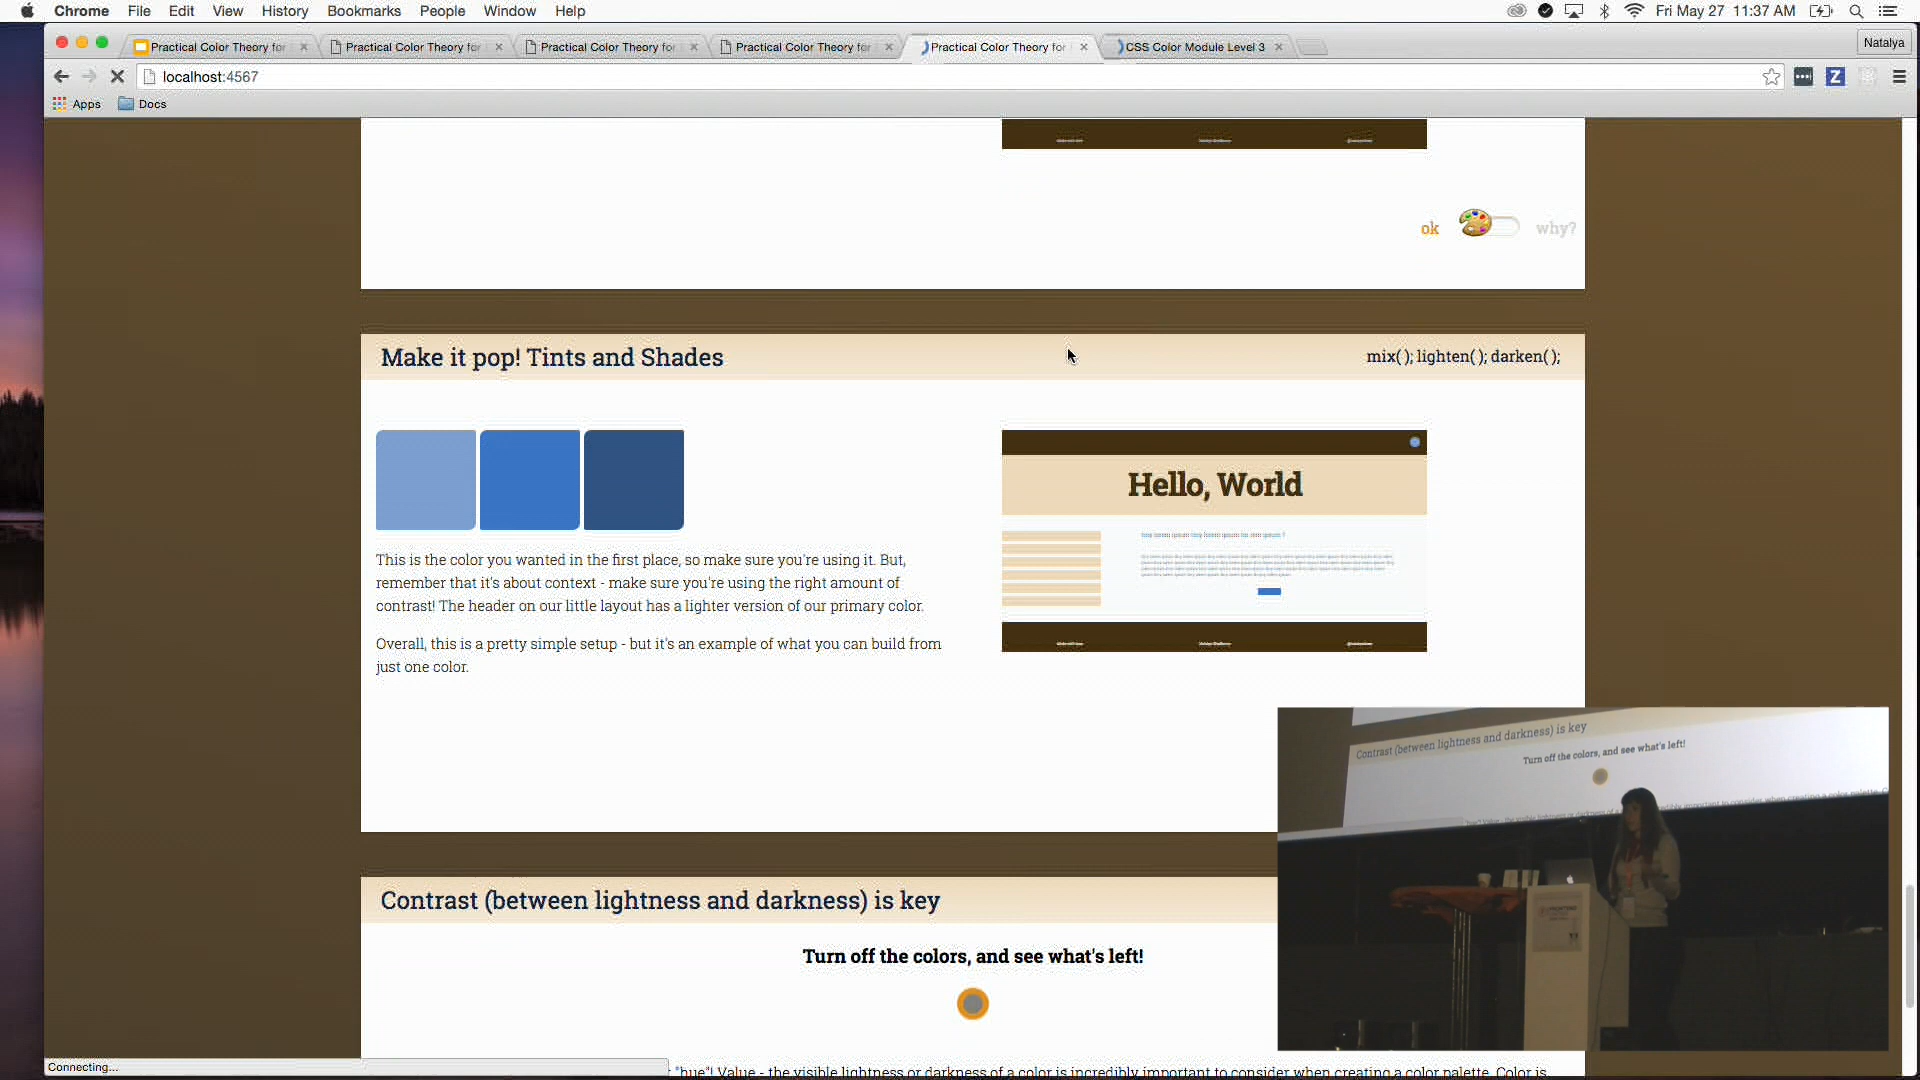 Chrome File Edit View History Bookmarks People Window Help
Fri May 27 11:37 AM
Practical Color Theory for
Practical Color Theory for
Practical Color Theory for
Practical Color Theory for
Practical Color Theory for
CSS Color Module Level 3
Natalya
localhost:4567
Apps Docs
ok why?
Make it pop! Tints and Shades
mix( ); lighten( ); darken( );
Hello, World
This is the color you wanted in the first place, so make sure you're using it. But,
remember that it's about context - make sure you're using the right amount of
contrast! The header on our little layout has a lighter version of our primary color.
Overall, this is a pretty simple setup - but it's an example of what you can build from
just one color.
Contrast (between lightness and darkness) is key
Turn off the colors, and see what's left!
Contrast (between lightness and darkness) is key
Turn off the colors, and see what's left!
Connecting...
"hue"! Value - the visible lightness or darkness of a color is incredibly important to consider when creating a color palette. Color is